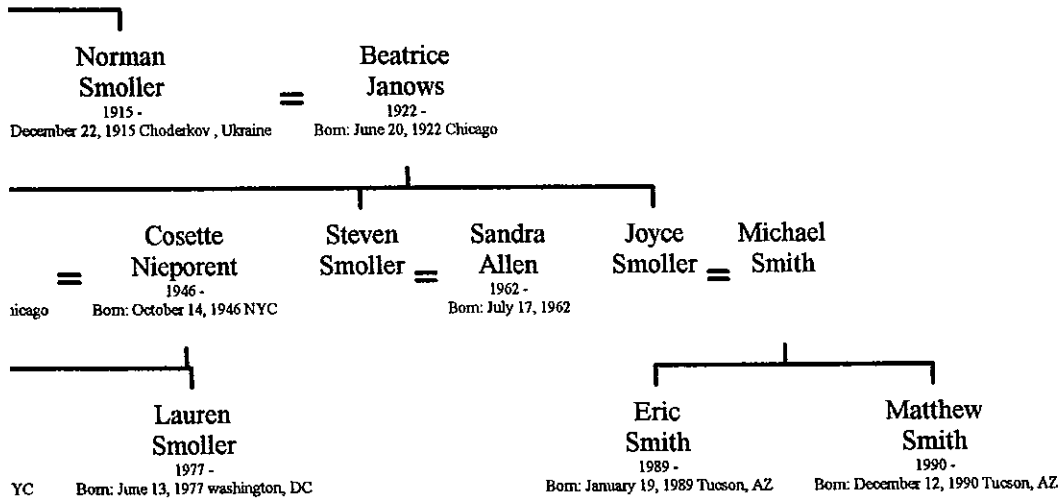 Norman
Smoller
1915 -
December 22, 1915 Choderkov , Ukraine
=
Beatrice
Janows
1922 -
Born: June 20, 1922 Chicago
nicago
=
Cosette
Nieporent
1946 -
Born: October 14, 1946 NYC
Steven
Smoller
=
Sandra
Allen
1962 -
Born: July 17, 1962
Joyce
Smoller
=
Michael
Smith
YC
Lauren
Smoller
1977 -
Born: June 13, 1977 washington, DC
Eric
Smith
1989 -
Born: January 19, 1989 Tucson, AZ
Matthew
Smith
1990 -
Born: December 12, 1990 Tucson, AZ